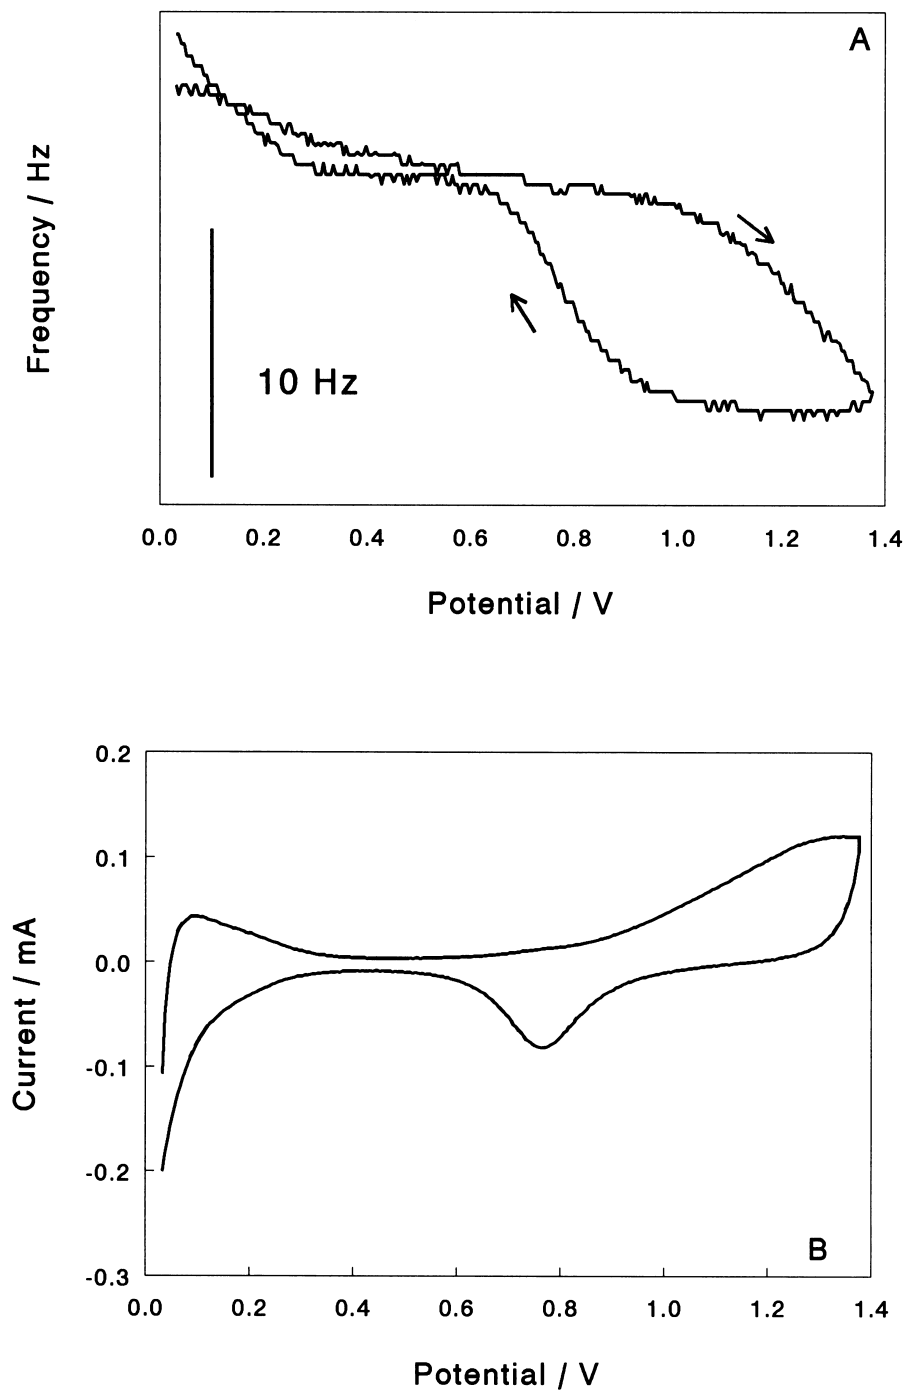 A
Frequency / Hz
10 Hz
0.0 0.2 0.4 0.6 0.8 1.0 1.2 1.4
Potential / V
0.2
0.1
0.0
-0.1
-0.2
-0.3
Current / mA
B
0.0 0.2 0.4 0.6 0.8 1.0 1.2 1.4
Potential / V